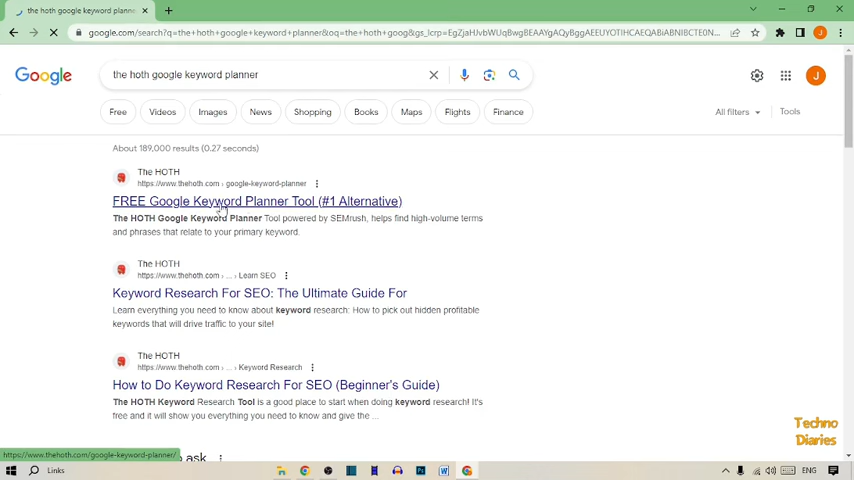 the hoth google keyword planner
google.com/search?q=the+hoth+google+keyword+planner&oq=the+hoth+goog&gs_lcrp=EgZjaHJvbWUqBggBEAAYAgQyBggAEEUYOTIHCAEQABiABNIBCTE0N...
the hoth google keyword planner
J
Google
the hoth google keyword planner
J
Free
Videos
Images
News
Shopping
Books
Maps
Flights
Finance
All filters
Tools
About 189,000 results (0.27 seconds)
The HOTH
https://www.thehoth.com › google-keyword-planner
FREE Google Keyword Planner Tool (#1 Alternative)
The HOTH Google Keyword Planner Tool powered by SEMrush, helps find high-volume terms
and phrases that relate to your primary keyword.
The HOTH
https://www.thehoth.com › ... › Learn SEO
Keyword Research For SEO: The Ultimate Guide For
Learn everything you need to know about keyword research: How to pick out hidden profitable
keywords that will drive traffic to your site!
The HOTH
https://www.thehoth.com › ... › Keyword Research
How to Do Keyword Research For SEO (Beginner's Guide)
The HOTH Keyword Research Tool is a good place to start when doing keyword research! It's
free and it will show you everything you need to know and give the ...
Techno
Diaries
https://www.thehoth.com/google-keyword-planner/
o ask
Links
ENG